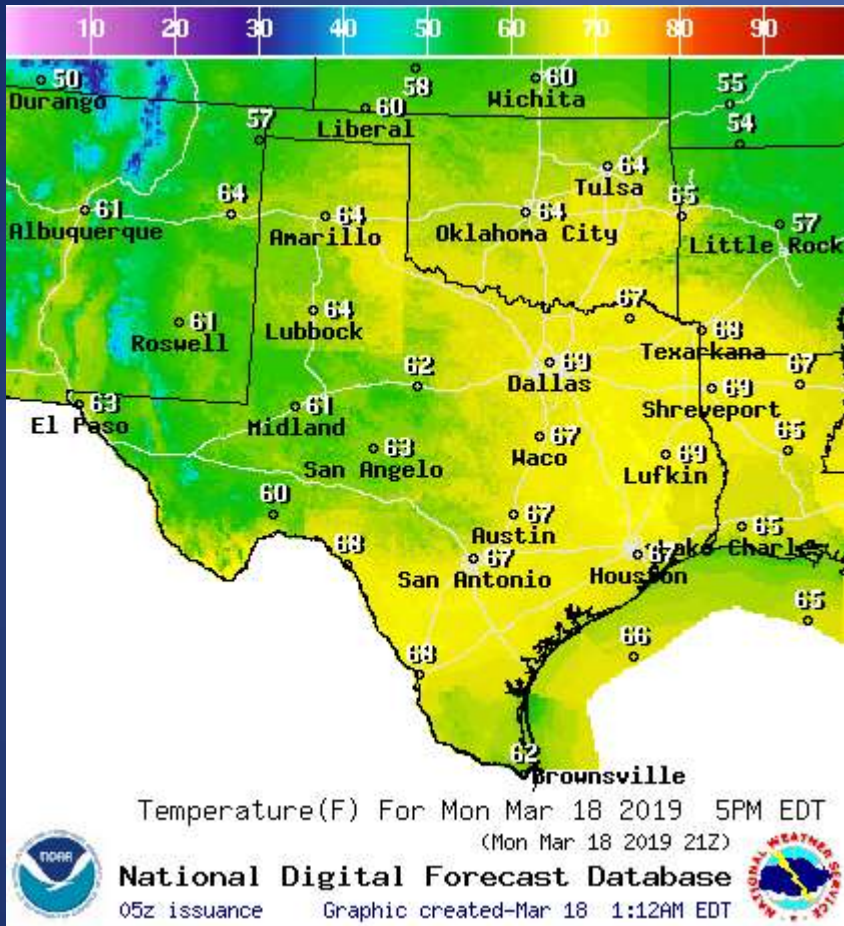 10 20 30 40 50 60 70 80 90
50
Durango
58
60
Wichita
55
60
Liberal
57
54
64
Tulsa
61
Albuquerque
64
64
Amarillo
64
Oklahoma City
65
57
Little Rock
61
Roswell
64
Lubbock
67
68
Texarkana
62
69
Dallas
67
69
Shreveport
63
El Paso
61
Midland
63
San Angelo
67
Waco
69
Lufkin
65
60
67
Austin
65
Lake Charles
68
67
San Antonio
67
Houston
65
66
68
62
Brownsville
Temperature(F) For Mon Mar 18 2019 5PM EDT
(Mon Mar 18 2019 21Z)
National Digital Forecast Database
05z issuance Graphic created-Mar 18 1:12AM EDT
NOAA
NATIONAL WEATHER SERVICE